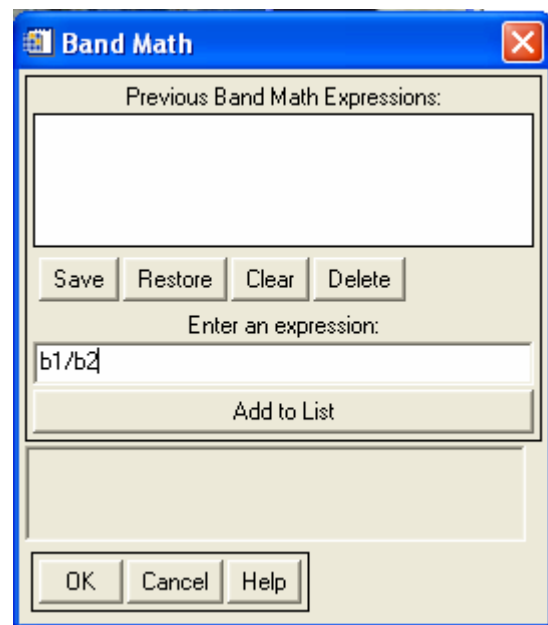 Band Math
Previous Band Math Expressions:
Save Restore Clear Delete
Enter an expression:
b1/b2
Add to List
OK Cancel Help